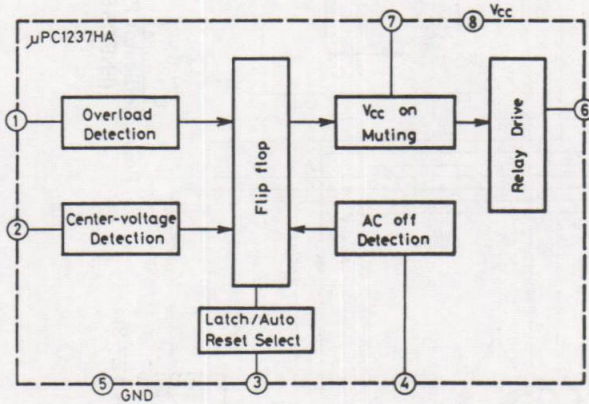 μPC1237HA
⑦
⑧ Vcc
①
Overload
Detection
Flip flop
Vcc on
Muting
Relay Drive
⑥
②
Center-voltage
Detection
AC off
Detection
Latch/Auto
Reset Select
⑤
GND
③
④